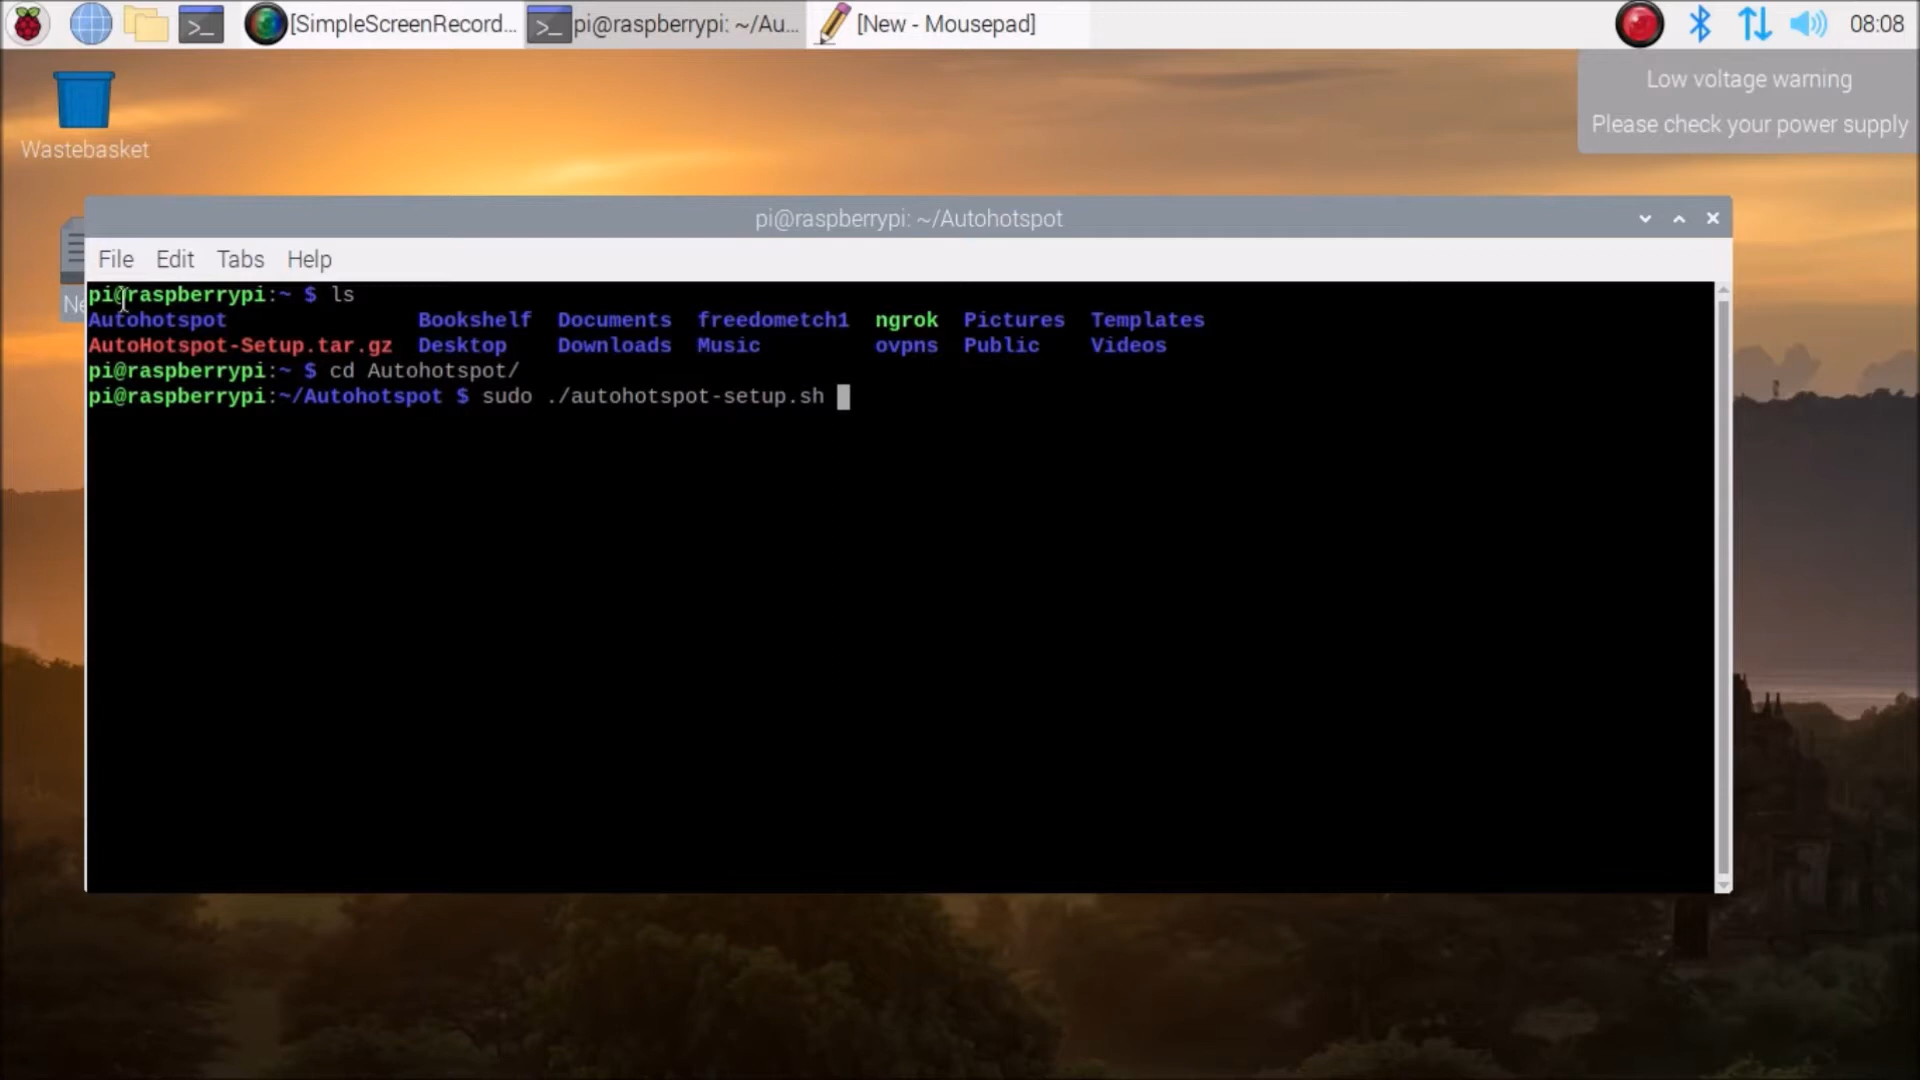 [SimpleScreenRecord... pi@raspberrypi: ~/Au... [New - Mousepad] 08:08
Low voltage warning
Please check your power supply
Wastebasket
Ne
pi@raspberrypi: ~/Autohotspot
File Edit Tabs Help
pi@raspberrypi:~ $ ls
Autohotspot Bookshelf Documents freedometch1 ngrok Pictures Templates
AutoHotspot-Setup.tar.gz Desktop Downloads Music ovpns Public Videos
pi@raspberrypi:~ $ cd Autohotspot/
pi@raspberrypi:~/Autohotspot $ sudo ./autohotspot-setup.sh